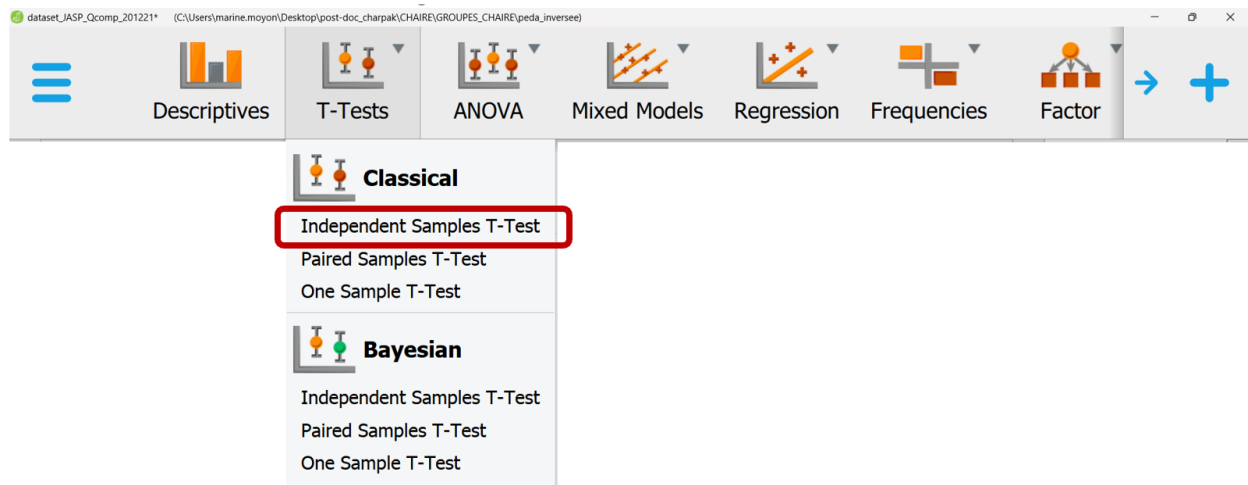 dataset_JASP_Qcomp_201221* (C:\Users\marine.moyon\Desktop\post-doc_charpak\CHAIRE\GROUPES_CHAIRE\peda_inversee)
Descriptives T-Tests ANOVA Mixed Models Regression Frequencies Factor
Classical
Independent Samples T-Test
Paired Samples T-Test
One Sample T-Test
Bayesian
Independent Samples T-Test
Paired Samples T-Test
One Sample T-Test